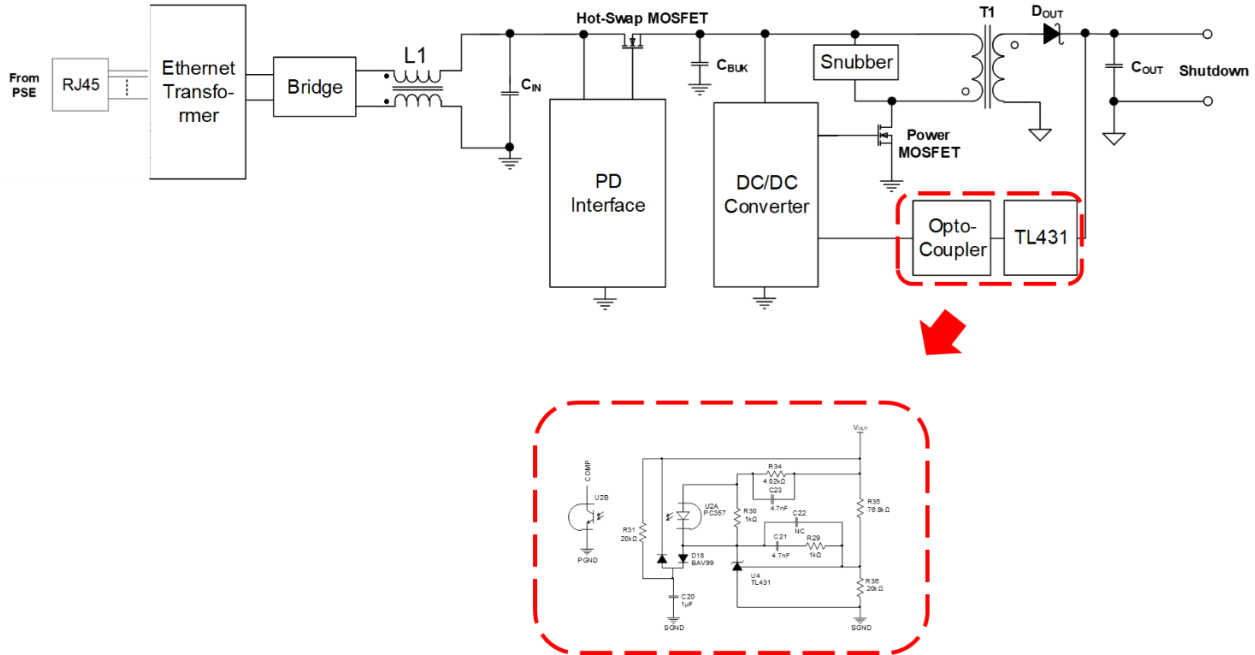 Hot-Swap MOSFET
T1
DOUT
From
PSE
RJ45
Ethernet
Transfo-
rmer
Bridge
L1
CIN
CBUK
Snubber
COUT
Shutdown
Power
MOSFET
PD
Interface
DC/DC
Converter
Opto-
Coupler
TL431
VOUT
COMP
U2B
PGND
R31
20kΩ
U2A
PC357
R34
4.02kΩ
C23
4.7nF
R30
1kΩ
C22
NC
C21
4.7nF
R29
1kΩ
R35
76.8kΩ
D18
BAV99
U4
TL431
R36
20kΩ
C20
1μF
SGND
SGND